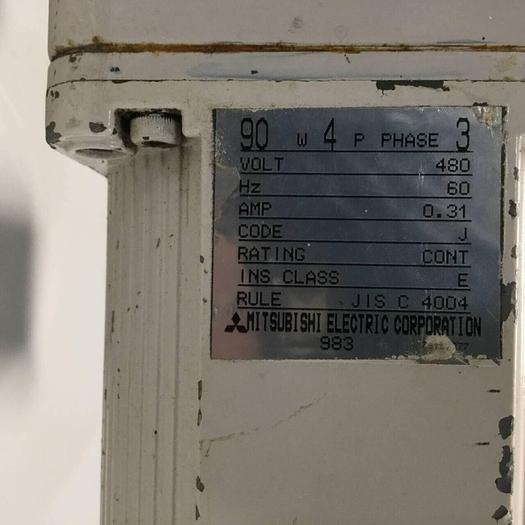 90 W 4 P PHASE 3
VOLT 480
Hz 60
AMP 0.31
CODE J
RATING CONT
INS CLASS E
RULE JIS C 4004
MITSUBISHI ELECTRIC CORPORATION
983